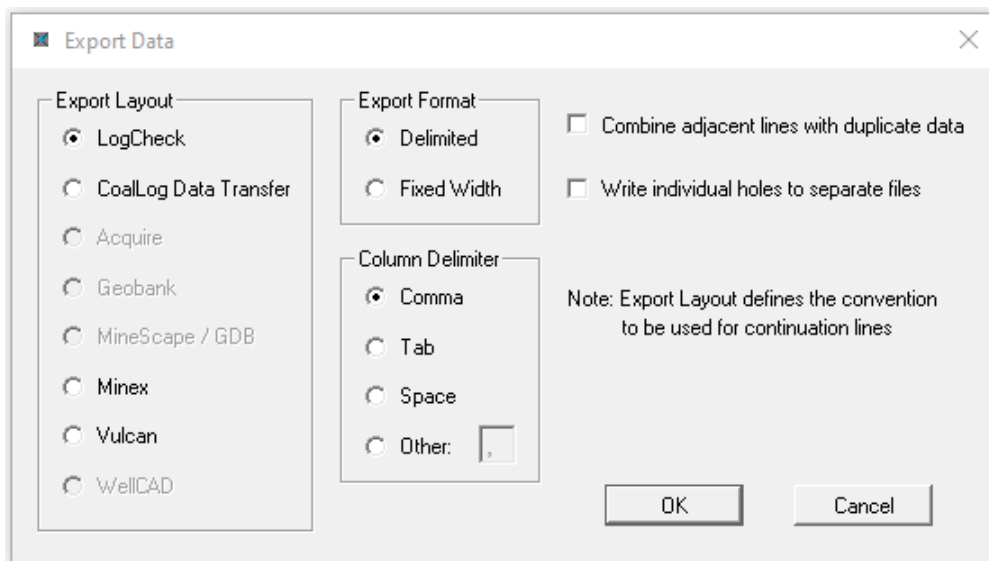 Export Data
Export Layout
LogCheck
CoalLog Data Transfer
Acquire
Geobank
MineScape / GDB
Minex
Vulcan
WellCAD
Export Format
Delimited
Fixed Width
Column Delimiter
Comma
Tab
Space
Other: ,
Combine adjacent lines with duplicate data
Write individual holes to separate files
Note: Export Layout defines the convention
to be used for continuation lines
OK
Cancel